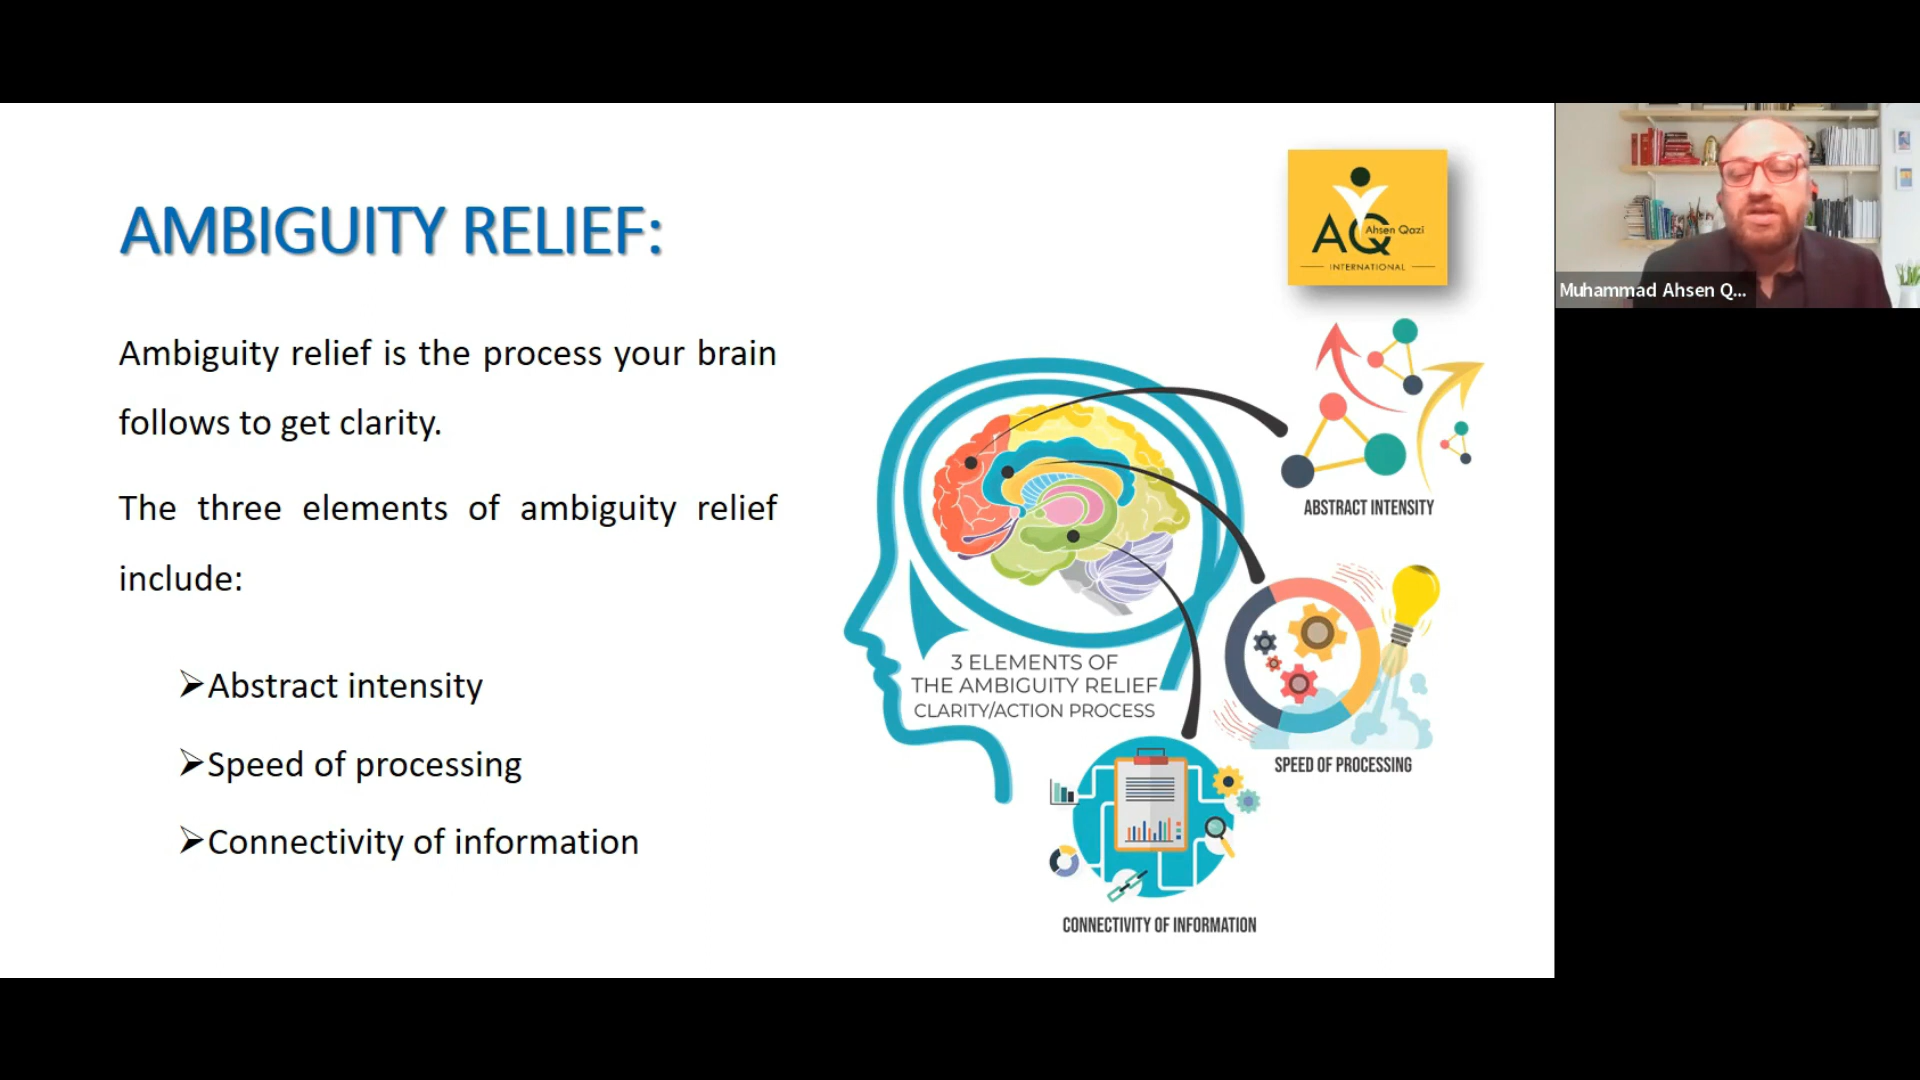 AMBIGUITY RELIEF:
Ambiguity relief is the process your brain
follows to get clarity.
The three elements of ambiguity relief
include:
➢Abstract intensity
➢Speed of processing
➢Connectivity of information
AQ
Ahsen Qazi
INTERNATIONAL
ABSTRACT INTENSITY
3 ELEMENTS OF
THE AMBIGUITY RELIEF
CLARITY/ACTION PROCESS
SPEED OF PROCESSING
CONNECTIVITY OF INFORMATION
Muhammad Ahsen Q...